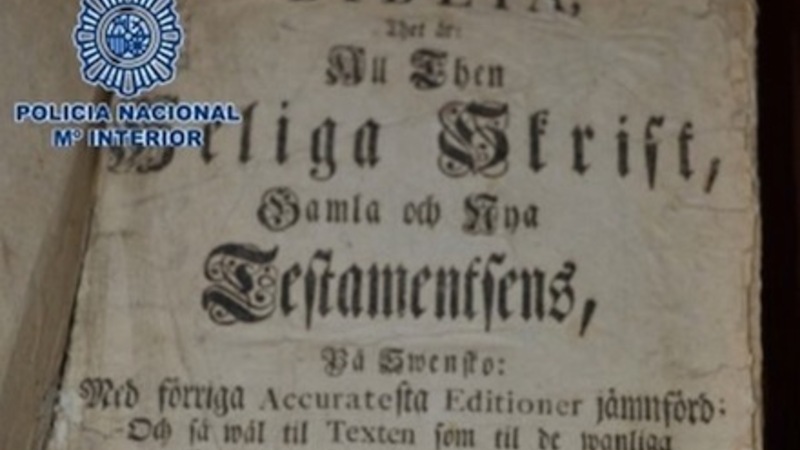 POLICIA NACIONAL
Mº INTERIOR
Thet är:
All Then
Heliga Skrift,
Gamla och Nya
Testamentsens,
På Swensko:
Med förriga Accuratesta Editioner jämnförd:
Och så wäl til Texten som til de wanliga